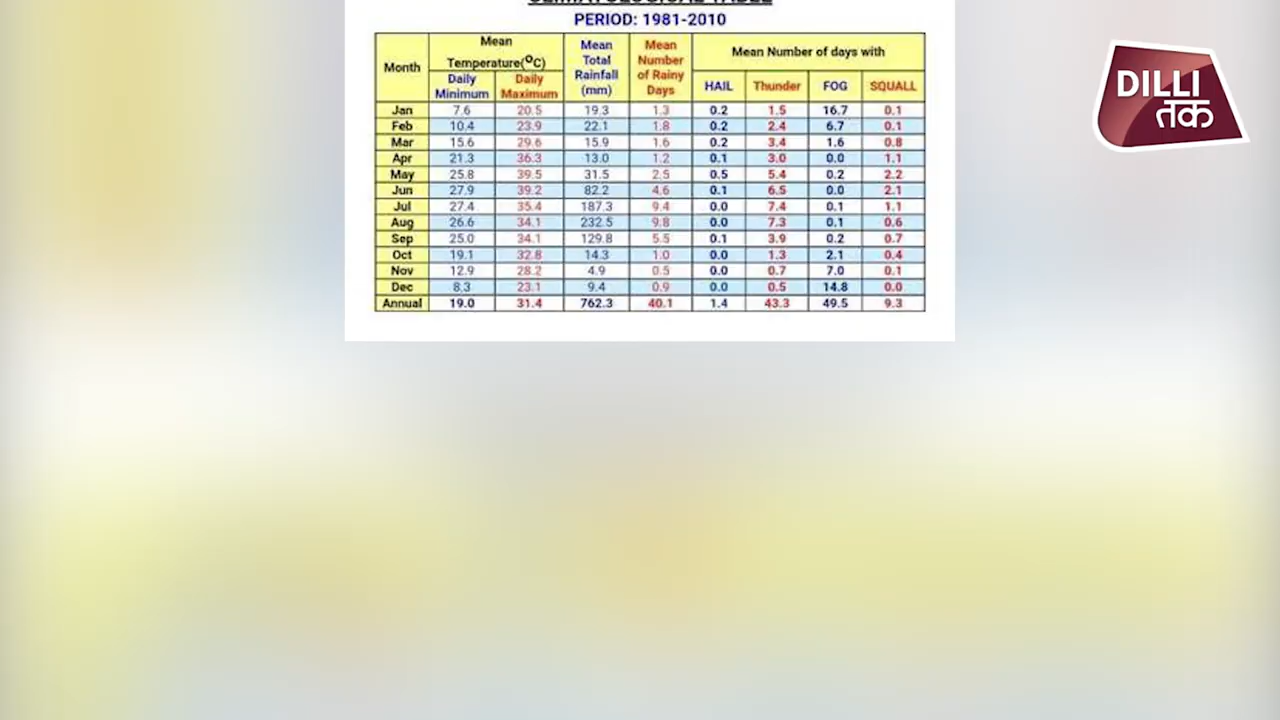 CLIMATOLOGICAL TABLE
PERIOD: 1981-2010
Month Mean Temperature(⁰C) Mean Total Rainfall (mm) Mean Number of Rainy Days Mean Number of days with
Daily Minimum Daily Maximum HAIL Thunder FOG SQUALL
Jan 7.6 20.5 19.3 1.3 0.2 1.5 16.7 0.1
Feb 10.4 23.9 22.1 1.8 0.2 2.4 6.7 0.1
Mar 15.6 29.6 15.9 1.6 0.2 3.4 1.6 0.8
Apr 21.3 36.3 13.0 1.2 0.1 3.0 0.0 1.1
May 25.8 39.5 31.5 2.5 0.5 5.4 0.2 2.2
Jun 27.9 39.2 82.2 4.6 0.1 6.5 0.0 2.1
Jul 27.4 35.4 187.3 9.4 0.0 7.4 0.1 1.1
Aug 26.6 34.1 232.5 9.8 0.0 7.3 0.1 0.6
Sep 25.0 34.1 129.8 5.5 0.1 3.9 0.2 0.7
Oct 19.1 32.8 14.3 1.0 0.0 1.3 2.1 0.4
Nov 12.9 28.2 4.9 0.5 0.0 0.7 7.0 0.1
Dec 8.3 23.1 9.4 0.9 0.0 0.5 14.8 0.0
Annual 19.0 31.4 762.3 40.1 1.4 43.3 49.5 9.3
DILLI
तक